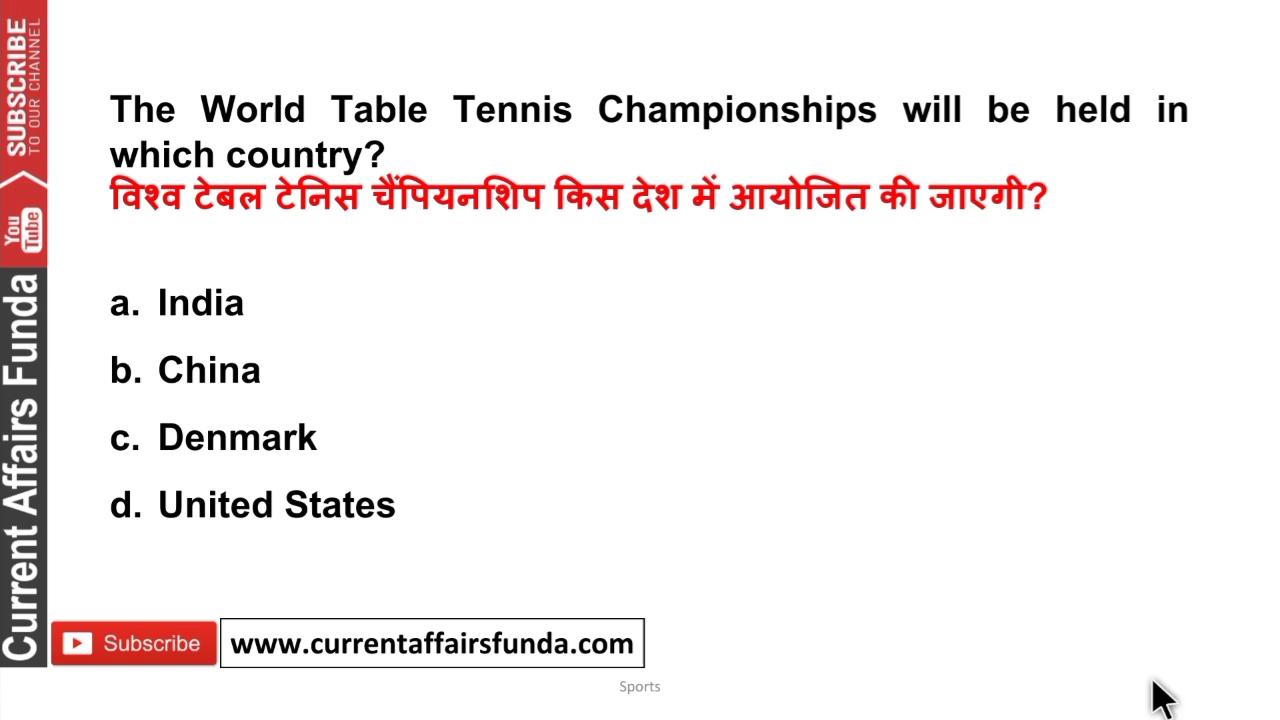 The World Table Tennis Championships will be held in
which country?
विश्व टेबल टेनिस चैंपियनशिप किस देश में आयोजित की जाएगी?
a. India
b. China
c. Denmark
d. United States
SUBSCRIBE
TO OUR CHANNEL
You
Tube
Current Affairs Funda
Subscribe
www.currentaffairsfunda.com
Sports